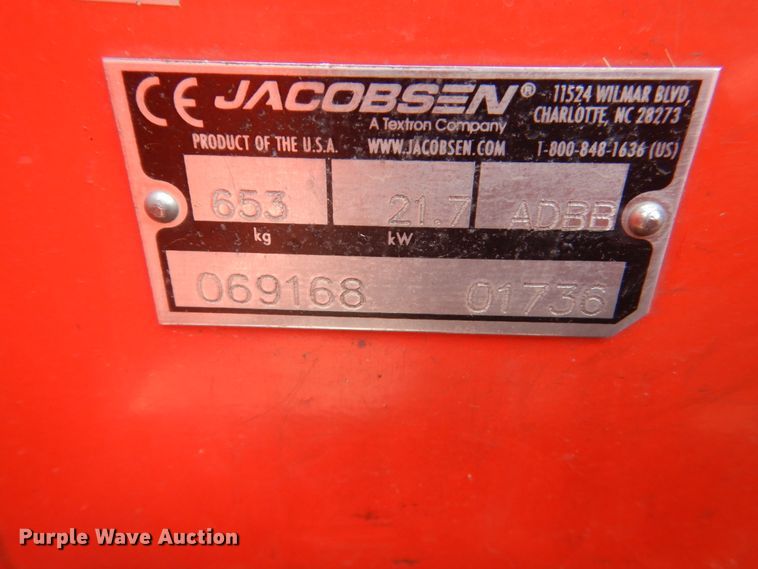 CE JACOBSEN® 11524 WILMAR BLVD,
A Textron Company CHARLOTTE, NC 28273
PRODUCT OF THE U.S.A. WWW.JACOBSEN.COM 1-800-848-1636 (US)
653 21.7 ADBB
kg kW
069168 01736
Purple Wave Auction